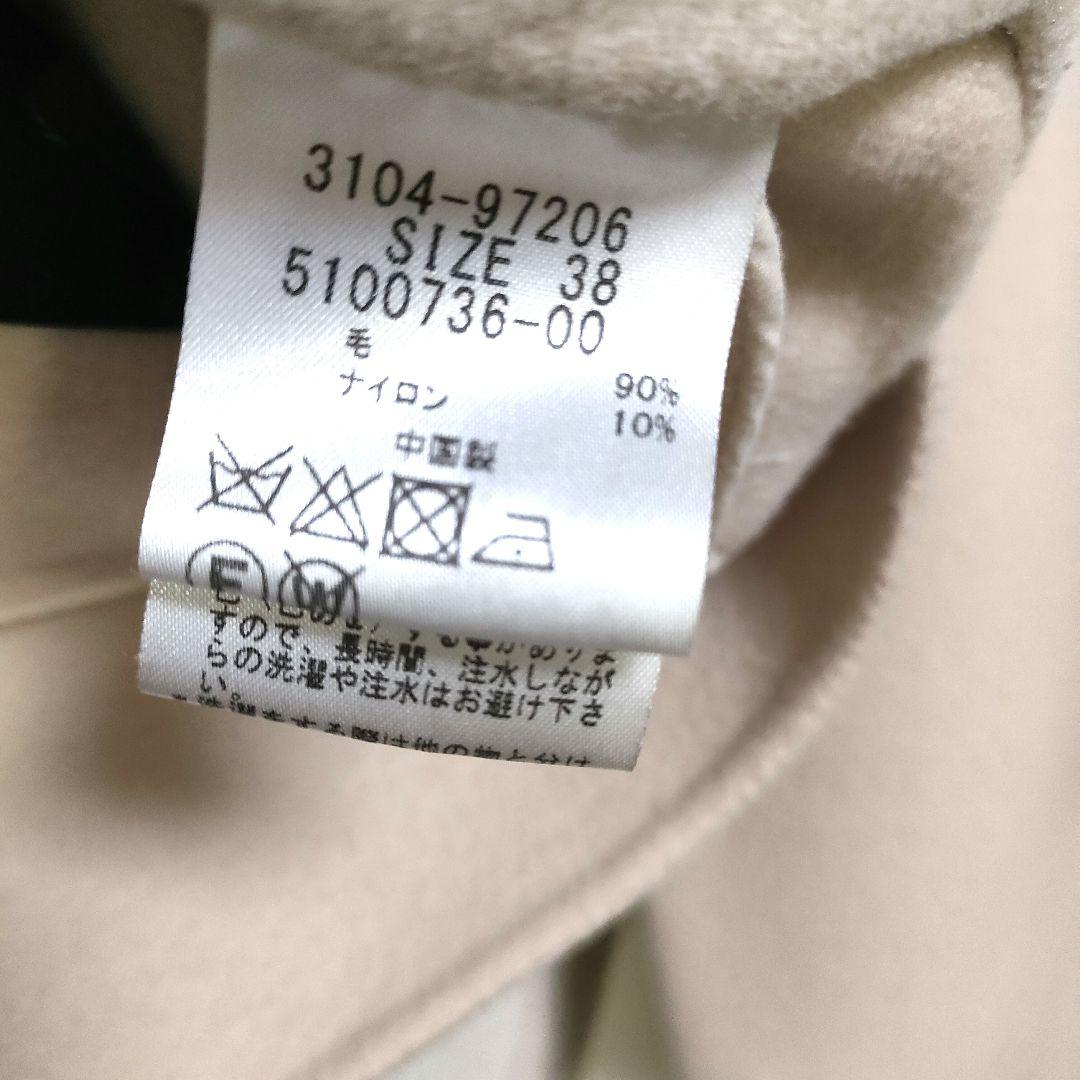 3104-97206
SIZE 38
5100736-00
毛 90%
ナイロン 10%
中国製
すので、長時間、注水しなが
らの洗濯や注水はお避け下さ
い。